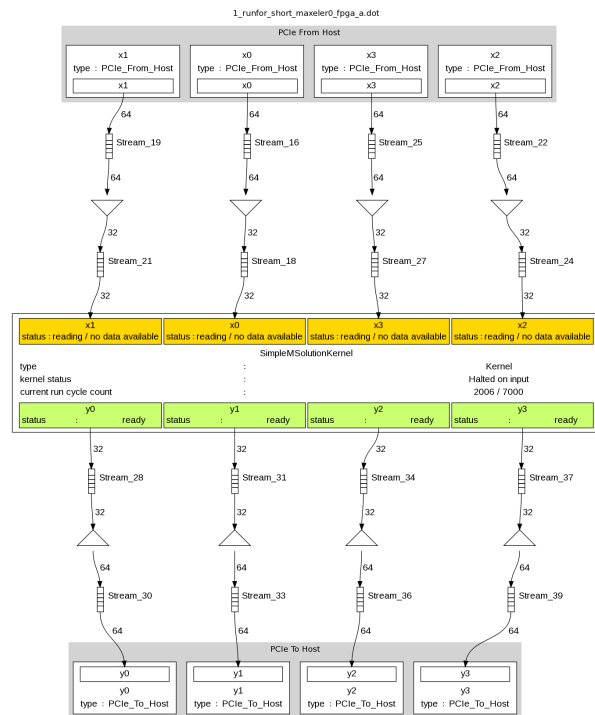 1_runfor_short_maxeler0_fpga_a.dot
PCIe From Host
x1 x0 x3 x2
type : PCIe_From_Host type : PCIe_From_Host type : PCIe_From_Host type : PCIe_From_Host
x1 x0 x3 x2
64 64 64 64
Stream_19 Stream_16 Stream_25 Stream_22
64 64 64 64
32 32 32 32
Stream_21 Stream_18 Stream_27 Stream_24
32 32 32 32
x1 x0 x3 x2
status : reading / no data available status : reading / no data available status : reading / no data available status : reading / no data available
SimpleMSolutionKernel
type : Kernel
kernel status : Halted on input
current run cycle count : 2006 / 7000
y0 y1 y2 y3
status : ready status : ready status : ready status : ready
32 32 32 32
Stream_28 Stream_31 Stream_34 Stream_37
32 32 32 32
64 64 64 64
Stream_30 Stream_33 Stream_36 Stream_39
64 64 64 64
PCIe To Host
y0 y1 y2 y3
y0 y1 y2 y3
type : PCIe_To_Host type : PCIe_To_Host type : PCIe_To_Host type : PCIe_To_Host